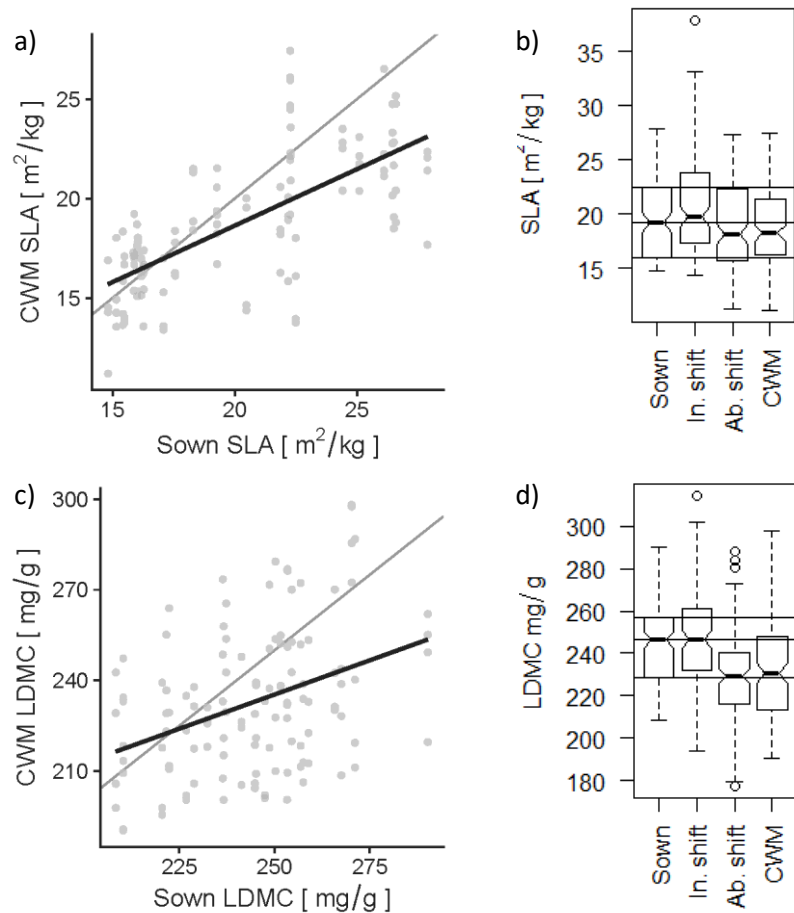 a)
CWM SLA [ m²/kg ]
25
20
15
15 20 25
Sown SLA [ m²/kg ]
b)
SLA [ m²/kg ]
35
30
25
20
15
Sown
In. shift
Ab. shift
CWM
c)
CWM LDMC [ mg/g ]
300
270
240
210
225 250 275
Sown LDMC [ mg/g ]
d)
LDMC mg/g
300
280
260
240
220
200
180
Sown
In. shift
Ab. shift
CWM